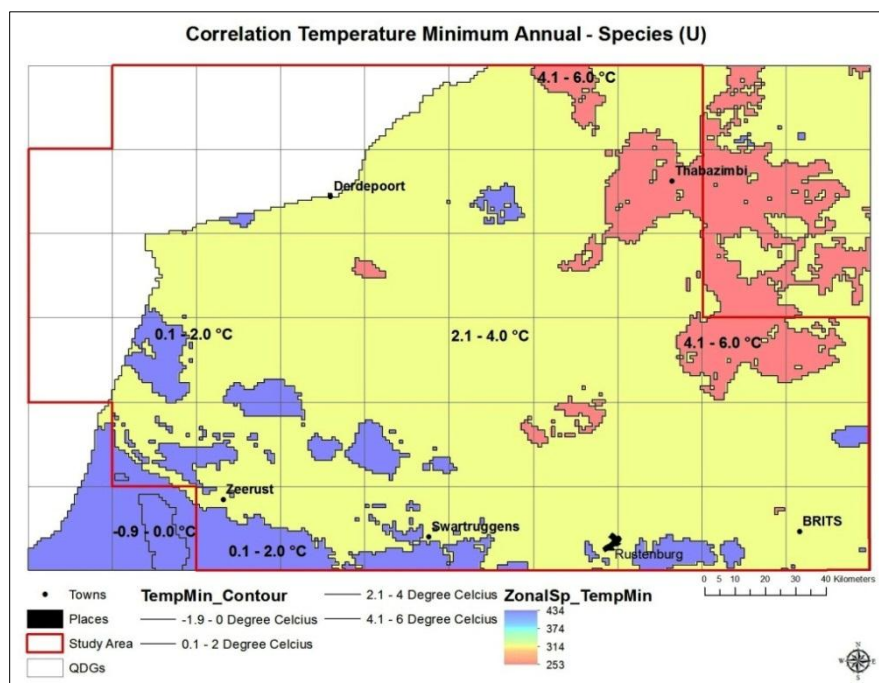 Correlation Temperature Minimum Annual - Species (U)
4.1 - 6.0 °C
Thabazimbi
Derdepoort
0.1 - 2.0 °C
2.1 - 4.0 °C
4.1 - 6.0 °C
Zeerust
-0.9 - 0.0 °C
0.1 - 2.0 °C
Swartruggens
Rustenburg
BRITS
0 5 10 20 30 40 Kilometers
Towns
Places
Study Area
QDGs
TempMin_Contour
-1.9 - 0 Degree Celcius
0.1 - 2 Degree Celcius
2.1 - 4 Degree Celcius
4.1 - 6 Degree Celcius
ZonalSp_TempMin
434
374
314
253
N
W
E
S